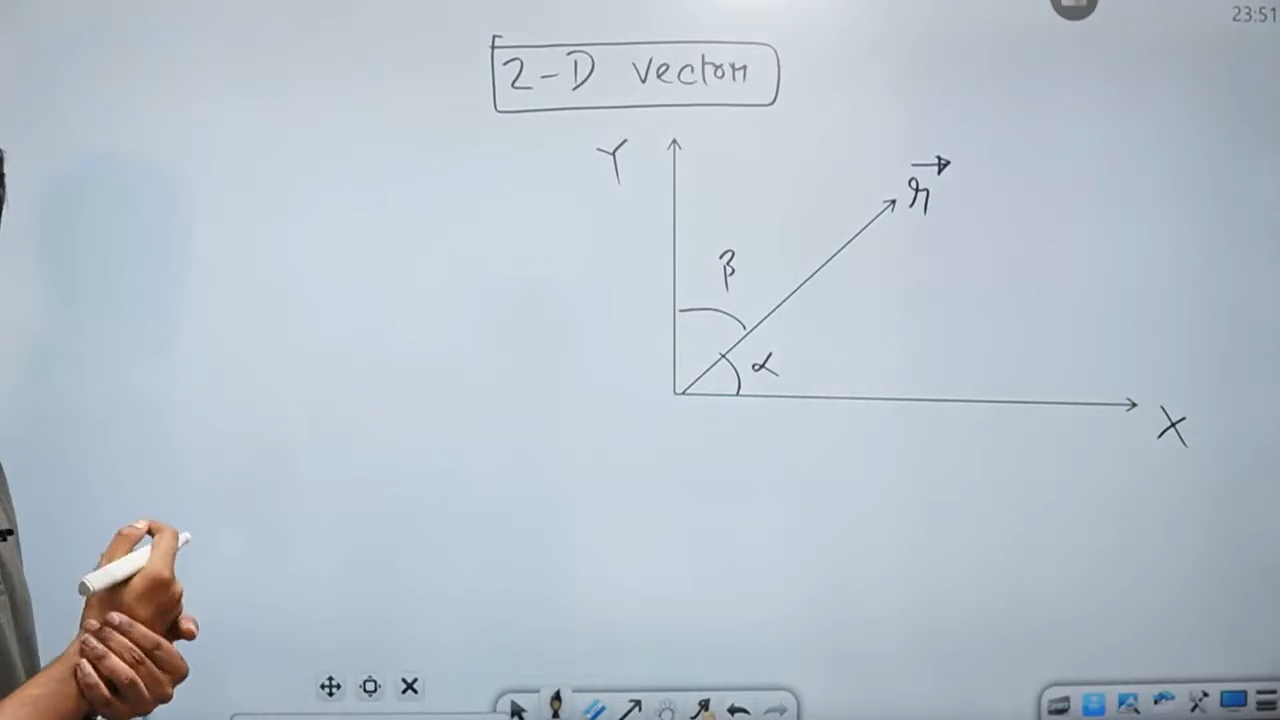 23:51
2-D vector
Y
r
β
α
X